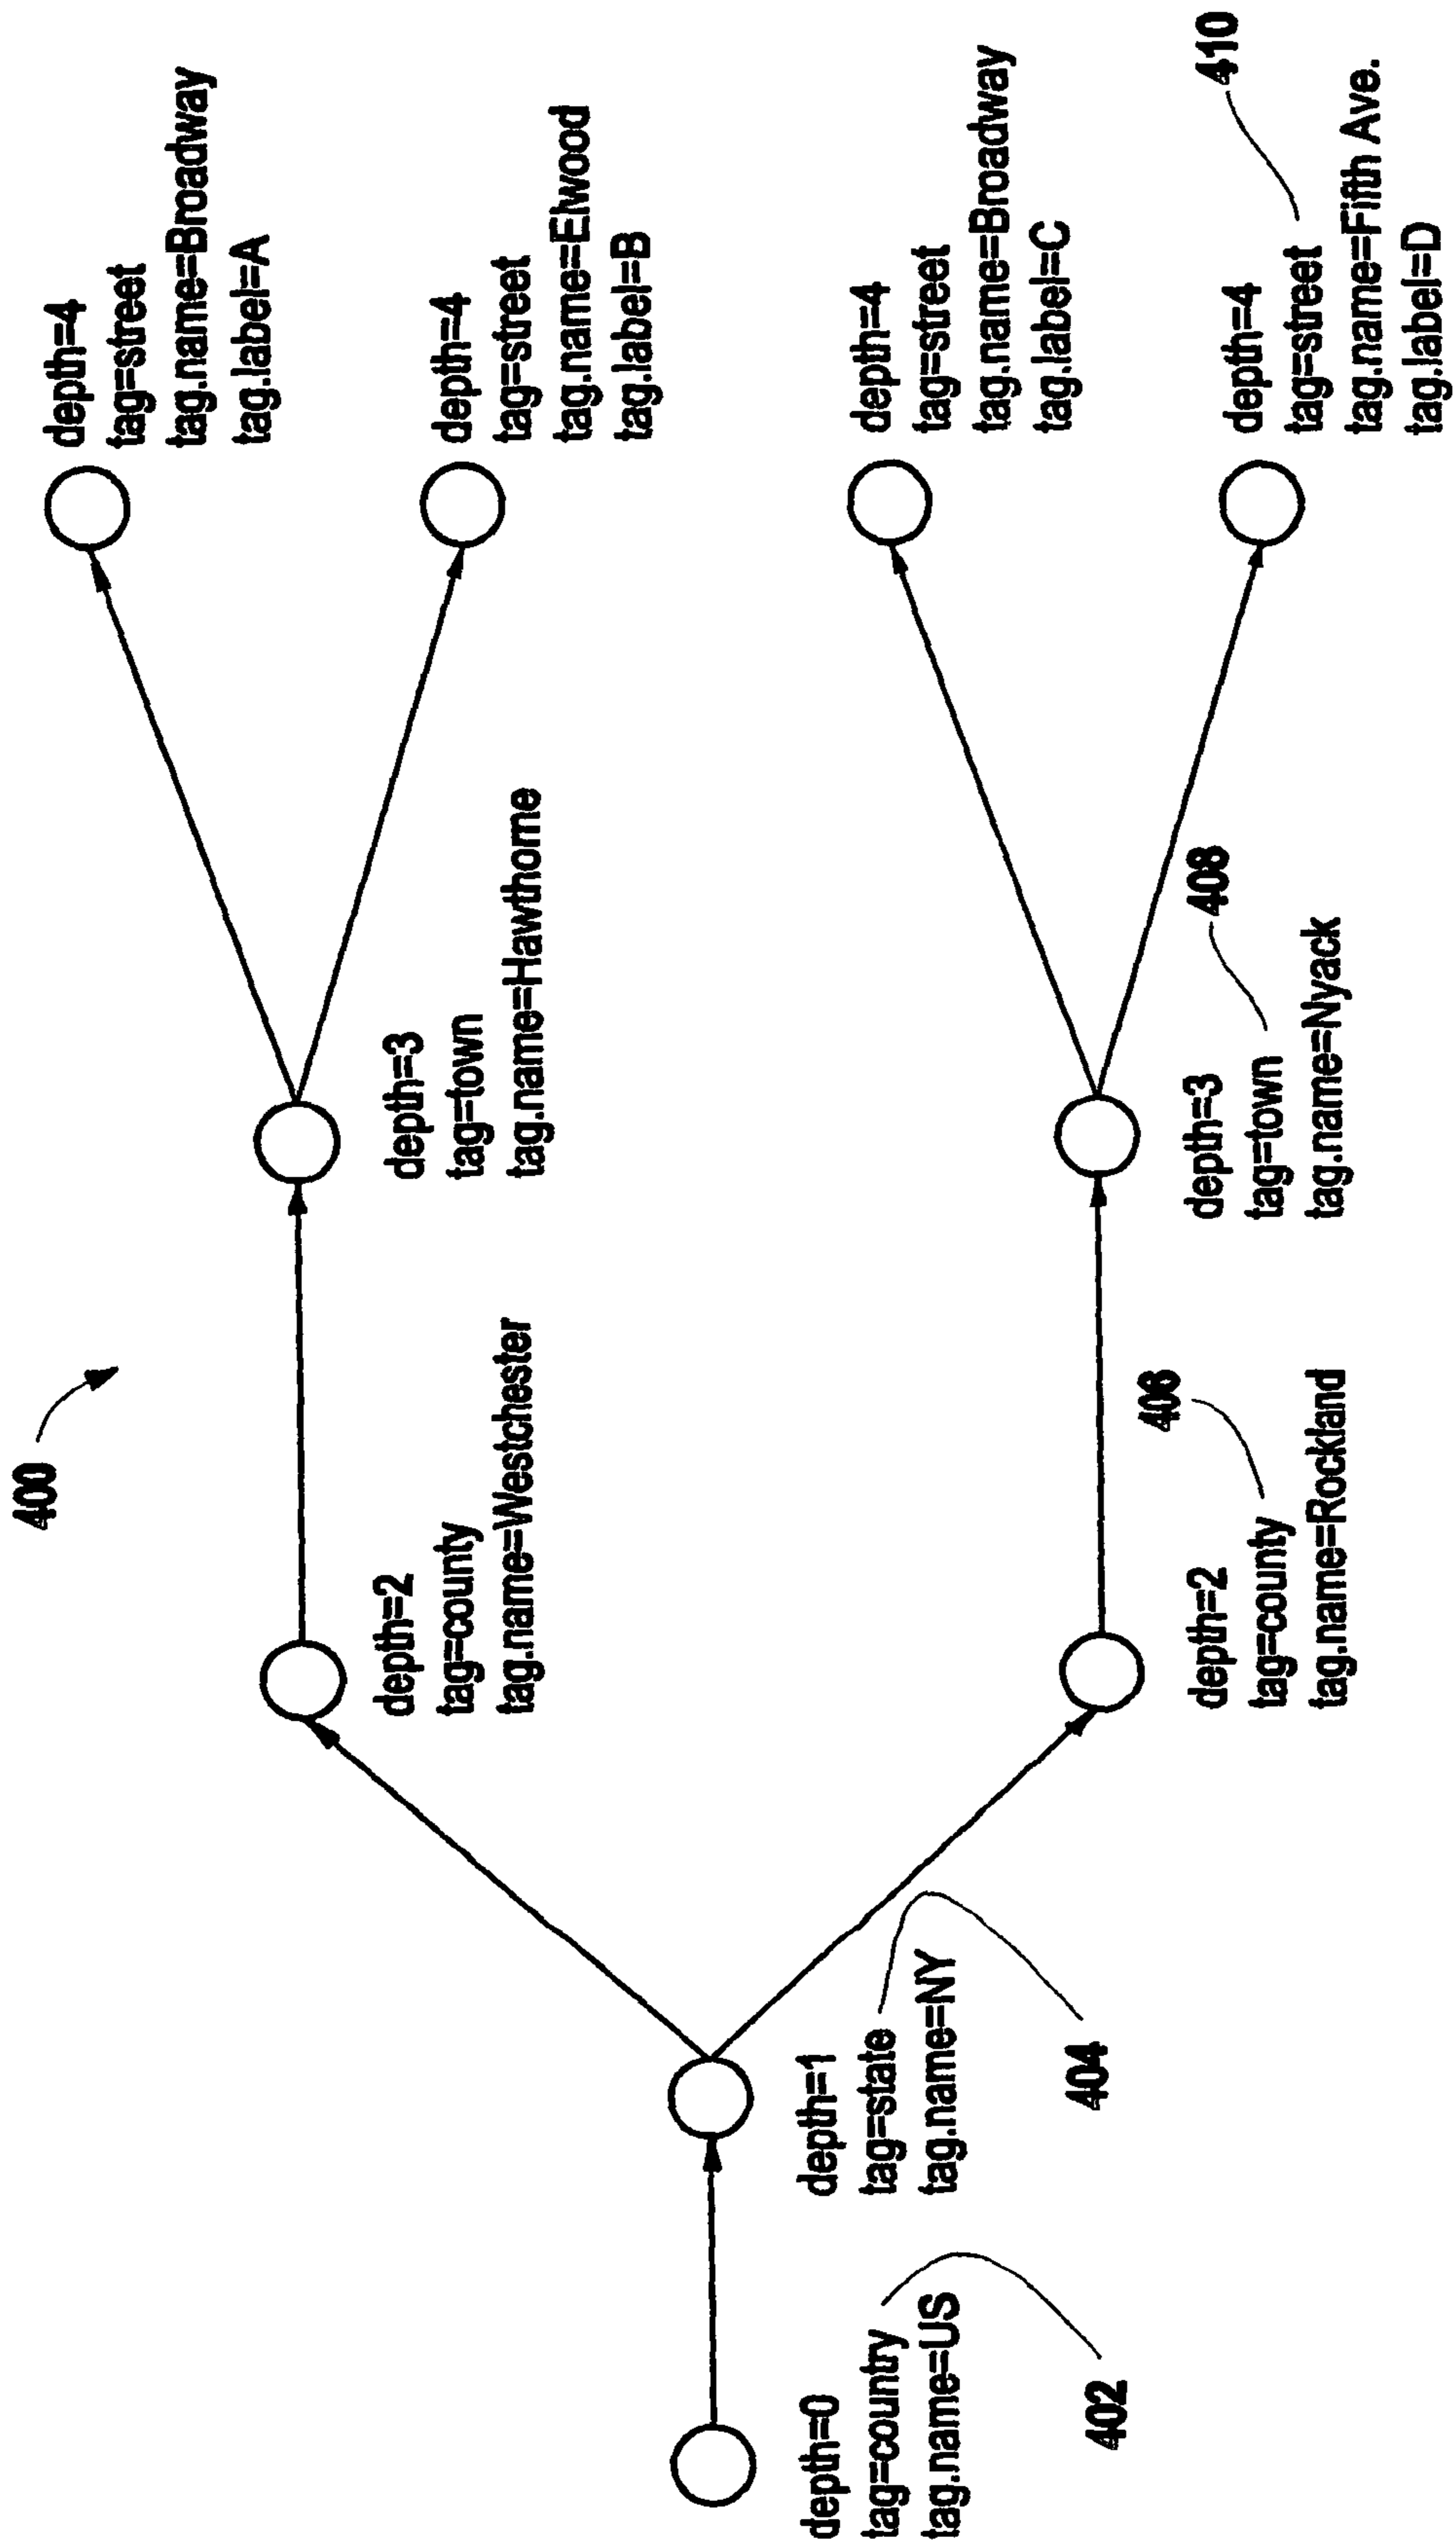 400
depth=0
tag=country
tag.name=US
402
depth=1
tag=state
tag.name=NY
404
depth=2
tag=county
tag.name=Westchester
depth=2
tag=county
tag.name=Rockland
406
depth=3
tag=town
tag.name=Hawthorne
depth=3
tag=town
tag.name=Nyack
408
depth=4
tag=street
tag.name=Broadway
tag.label=A
depth=4
tag=street
tag.name=Elwood
tag.label=B
depth=4
tag=street
tag.name=Broadway
tag.label=C
depth=4
tag=street
tag.name=Fifth Ave.
tag.label=D
410